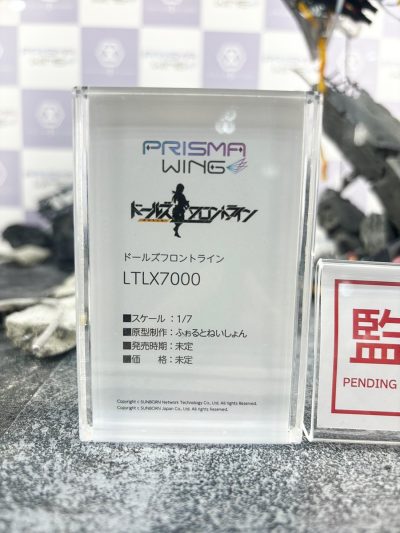 PRISMA
WING
ドールズフロントライン
ドールズフロントライン
LTLX7000
■スケール：1/7
■原型制作：ふぉるとねいしょん
■発売時期：未定
■価　　格：未定
Copyright © SUNBORN Network Technology Co., Ltd. All rights Reserved.
Copyright © SUNBORN Japan Co., Ltd. All rights Reserved.
監
PENDING
PRISMA
WING